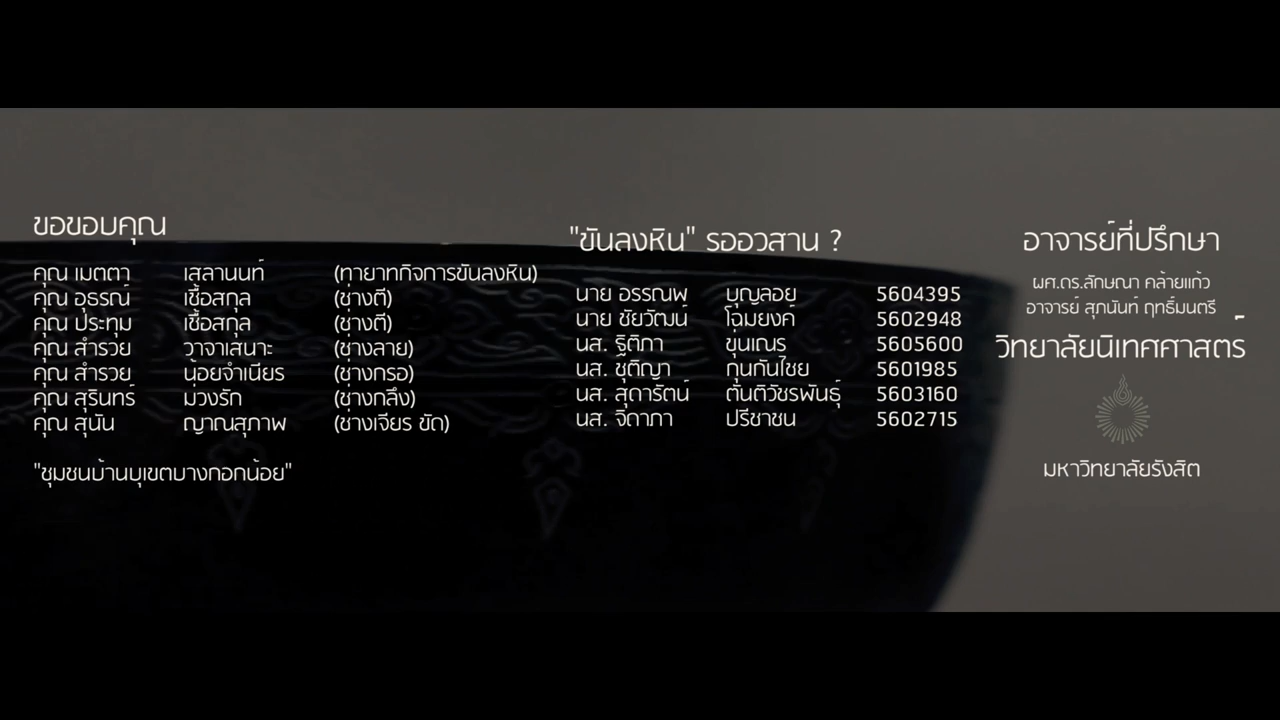 ขอขอบคุณ
คุณ เมตตา เสลานนท์ (ทายาทกิจการขันลงหิน)
คุณ อุธรณ์ เชื้อสกุล (ช่างตี)
คุณ ประทุม เชื้อสกุล (ช่างตี)
คุณ สำรวย วาจาเสนาะ (ช่างลาย)
คุณ สำรวย น้อยจำเนียร (ช่างกรอ)
คุณ สุรินทร์ ม่วงรัก (ช่างกลึง)
คุณ สุนัน ญาณสุภาพ (ช่างเจียร ขัด)
"ชุมชนบ้านบุเขตบางกอกน้อย"
"ขันลงหิน" รออวสาน ?
นาย อรรณพ บุญลอย 5604395
นาย ชัยวัฒน์ โฉมยงค์ 5602948
นส. ฐิติภา ขุ่นเณร 5605600
นส. ชุติญา กุนกันไชย 5601985
นส. สุดารัตน์ ตันติวัชรพันธุ์ 5603160
นส. จิดาภา ปรีชาชน 5602715
อาจารย์ที่ปรึกษา
ผศ.ดร.ลักษณา คล้ายแก้ว
อาจารย์ สุภนันท์ ฤทธิ์มนตรี
วิทยาลัยนิเทศศาสตร์
มหาวิทยาลัยรังสิต